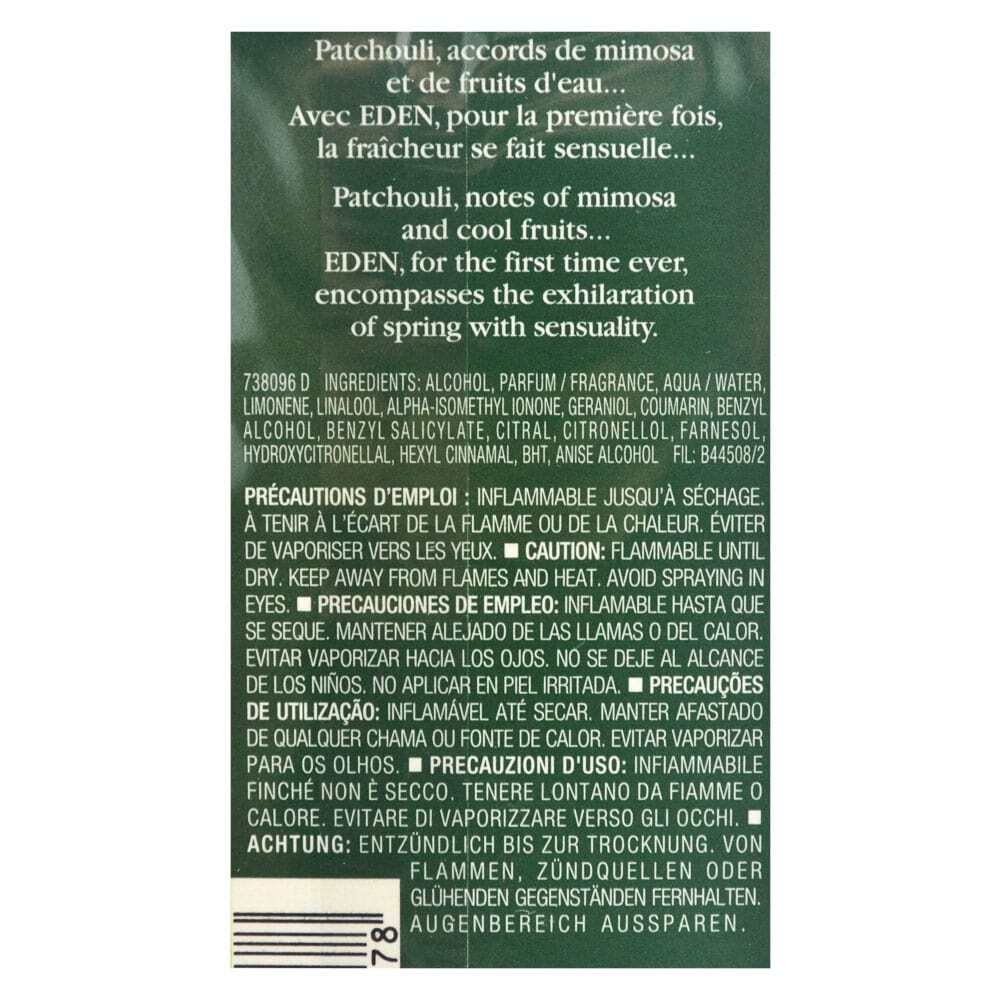 Patchouli, accords de mimosa
et de fruits d'eau...
Avec EDEN, pour la première fois,
la fraîcheur se fait sensuelle...
Patchouli, notes of mimosa
and cool fruits...
EDEN, for the first time ever,
encompasses the exhilaration
of spring with sensuality.
738096 D INGREDIENTS: ALCOHOL, PARFUM / FRAGRANCE, AQUA / WATER,
LIMONENE, LINALOOL, ALPHA-ISOMETHYL IONONE, GERANIOL, COUMARIN, BENZYL
ALCOHOL, BENZYL SALICYLATE, CITRAL, CITRONELLOL, FARNESOL,
HYDROXYCITRONELLAL, HEXYL CINNAMAL, BHT, ANISE ALCOHOL FIL: B44508/2
PRÉCAUTIONS D'EMPLOI : INFLAMMABLE JUSQU'À SÉCHAGE.
À TENIR À L'ÉCART DE LA FLAMME OU DE LA CHALEUR. ÉVITER
DE VAPORISER VERS LES YEUX. ■ CAUTION: FLAMMABLE UNTIL
DRY. KEEP AWAY FROM FLAMES AND HEAT. AVOID SPRAYING IN
EYES. ■ PRECAUCIONES DE EMPLEO: INFLAMABLE HASTA QUE
SE SEQUE. MANTENER ALEJADO DE LAS LLAMAS O DEL CALOR.
EVITAR VAPORIZAR HACIA LOS OJOS. NO SE DEJE AL ALCANCE
DE LOS NIÑOS. NO APLICAR EN PIEL IRRITADA. ■ PRECAUÇÕES
DE UTILIZAÇÃO: INFLAMÁVEL ATÉ SECAR. MANTER AFASTADO
DE QUALQUER CHAMA OU FONTE DE CALOR. EVITAR VAPORIZAR
PARA OS OLHOS. ■ PRECAUZIONI D'USO: INFIAMMABILE
FINCHÉ NON È SECCO. TENERE LONTANO DA FIAMME O
CALORE. EVITARE DI VAPORIZZARE VERSO GLI OCCHI. ■
ACHTUNG: ENTZÜNDLICH BIS ZUR TROCKNUNG. VON
FLAMMEN, ZÜNDQUELLEN ODER
GLÜHENDEN GEGENSTÄNDEN FERNHALTEN.
AUGENBEREICH AUSSPAREN.
78